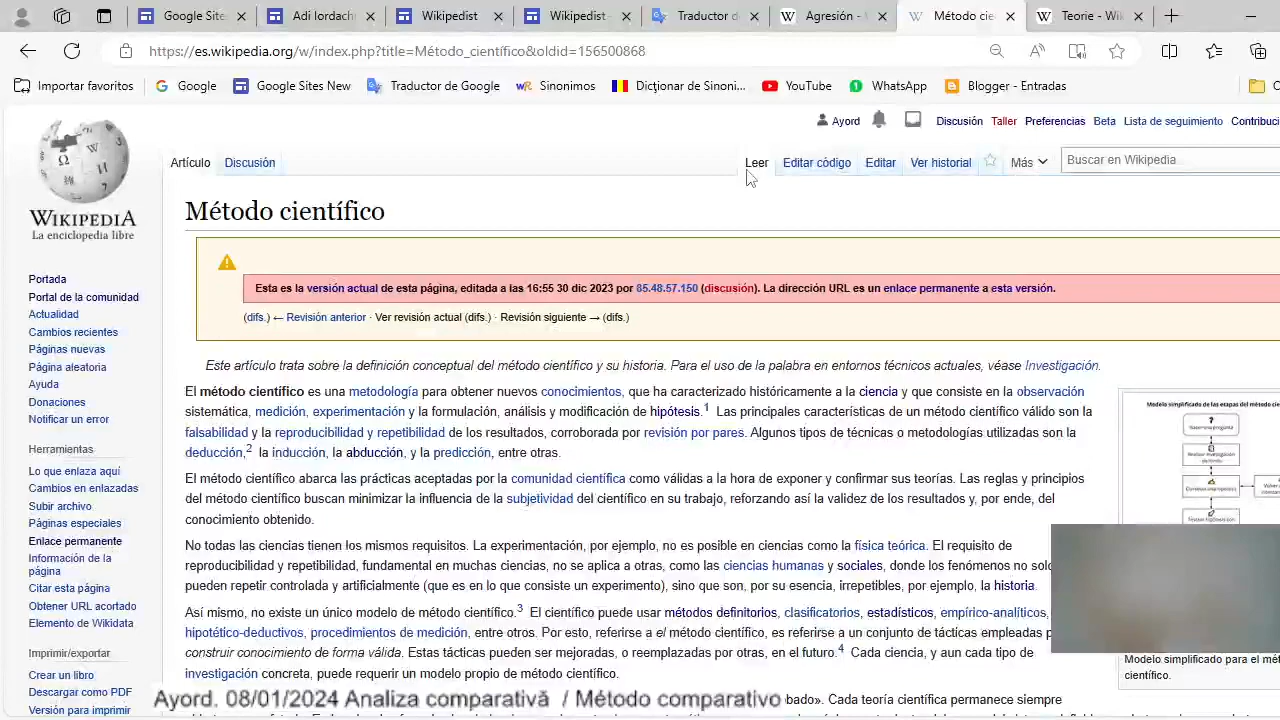 Google Site
Adi Iordach
Wikipedist
Wikipedist
Traductor d
Agresión - W
Método cie
Teorie - Wik
https://es.wikipedia.org/w/index.php?title=Método_científico&oldid=156500868
Importar favoritos Google Google Sites New Traductor de Google Sinonimos Dicționar de Sinoni... YouTube WhatsApp Blogger - Entradas
Ayord Discusión Taller Preferencias Beta Lista de seguimiento Contribuci
Artículo Discusión Leer Editar código Editar Ver historial Más Buscar en Wikipedia
WIKIPEDIA
La enciclopedia libre
Portada
Portal de la comunidad
Actualidad
Cambios recientes
Páginas nuevas
Página aleatoria
Ayuda
Donaciones
Notificar un error
Herramientas
Lo que enlaza aquí
Cambios en enlazadas
Subir archivo
Páginas especiales
Enlace permanente
Información de la
página
Citar esta página
Obtener URL acortado
Elemento de Wikidata
Imprimir/exportar
Crear un libro
Descargar como PDF
Versión para imprimir
Método científico
Esta es la versión actual de esta página, editada a las 16:55 30 dic 2023 por 85.48.57.150 (discusión). La dirección URL es un enlace permanente a esta versión.
(difs.) ← Revisión anterior · Ver revisión actual (difs.) · Revisión siguiente → (difs.)
Este artículo trata sobre la definición conceptual del método científico y su historia. Para el uso de la palabra en entornos técnicos actuales, véase Investigación.
El método científico es una metodología para obtener nuevos conocimientos, que ha caracterizado históricamente a la ciencia y que consiste en la observación
sistemática, medición, experimentación y la formulación, análisis y modificación de hipótesis.1 Las principales características de un método científico válido son la
falsabilidad y la reproducibilidad y repetibilidad de los resultados, corroborada por revisión por pares. Algunos tipos de técnicas o metodologías utilizadas son la
deducción,2 la inducción, la abducción, y la predicción, entre otras.
El método científico abarca las prácticas aceptadas por la comunidad científica como válidas a la hora de exponer y confirmar sus teorías. Las reglas y principios
del método científico buscan minimizar la influencia de la subjetividad del científico en su trabajo, reforzando así la validez de los resultados y, por ende, del
conocimiento obtenido.
No todas las ciencias tienen los mismos requisitos. La experimentación, por ejemplo, no es posible en ciencias como la física teórica. El requisito de
reproducibilidad y repetibilidad, fundamental en muchas ciencias, no se aplica a otras, como las ciencias humanas y sociales, donde los fenómenos no solo
pueden repetir controlada y artificialmente (que es en lo que consiste un experimento), sino que son, por su esencia, irrepetibles, por ejemplo, la historia.
Así mismo, no existe un único modelo de método científico.3 El científico puede usar métodos definitorios, clasificatorios, estadísticos, empírico-analíticos,
hipotético-deductivos, procedimientos de medición, entre otros. Por esto, referirse a el método científico, es referirse a un conjunto de tácticas empleadas p
construir conocimiento de forma válida. Estas tácticas pueden ser mejoradas, o reemplazadas por otras, en el futuro.4 Cada ciencia, y aun cada tipo de
investigación concreta, puede requerir un modelo propio de método científico.
bado». Cada teoría científica permanece siempre
Modelo simplificado de las etapas del método cie
Modelo simplificado para el mé
científico.
Ayord. 08/01/2024 Analiza comparativă / Método comparativo